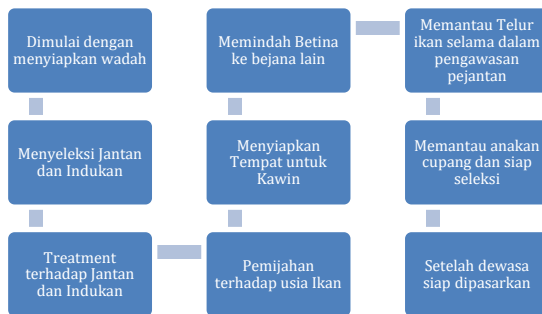 Dimulai dengan
menyiapkan wadah
Menyeleksi Jantan
dan Indukan
Treatment
terhadap Jantan
dan Indukan
Pemijahan
terhadap usia Ikan
Menyiapkan
Tempat untuk
Kawin
Memindah Betina
ke bejana lain
Memantau Telur
ikan selama dalam
pengawasan
pejantan
Memantau anakan
cupang dan siap
seleksi
Setelah dewasa
siap dipasarkan